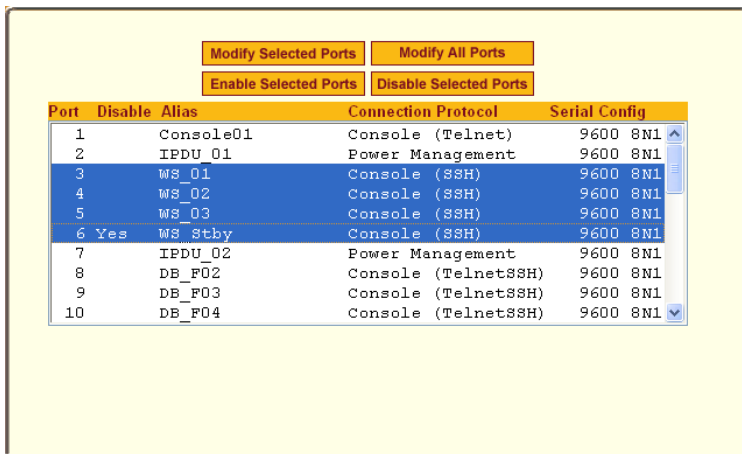 Modify Selected Ports Modify All Ports
Enable Selected Ports Disable Selected Ports
Port Disable Alias Connection Protocol Serial Config
1 Console01 Console (Telnet) 9600 8N1
2 IPDU_01 Power Management 9600 8N1
3 WS_01 Console (SSH) 9600 8N1
4 WS_02 Console (SSH) 9600 8N1
5 WS_03 Console (SSH) 9600 8N1
6 Yes WS_Stby Console (SSH) 9600 8N1
7 IPDU_02 Power Management 9600 8N1
8 DB_F02 Console (TelnetSSH) 9600 8N1
9 DB_F03 Console (TelnetSSH) 9600 8N1
10 DB_F04 Console (TelnetSSH) 9600 8N1